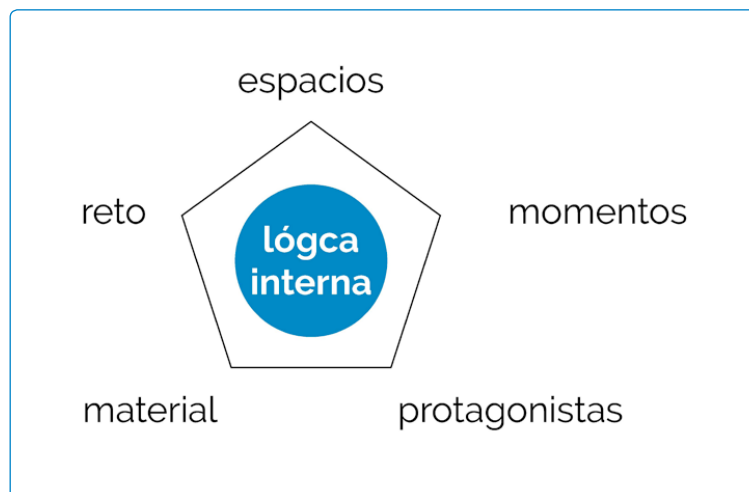 espacios
reto
momentos
lógca
interna
material
protagonistas